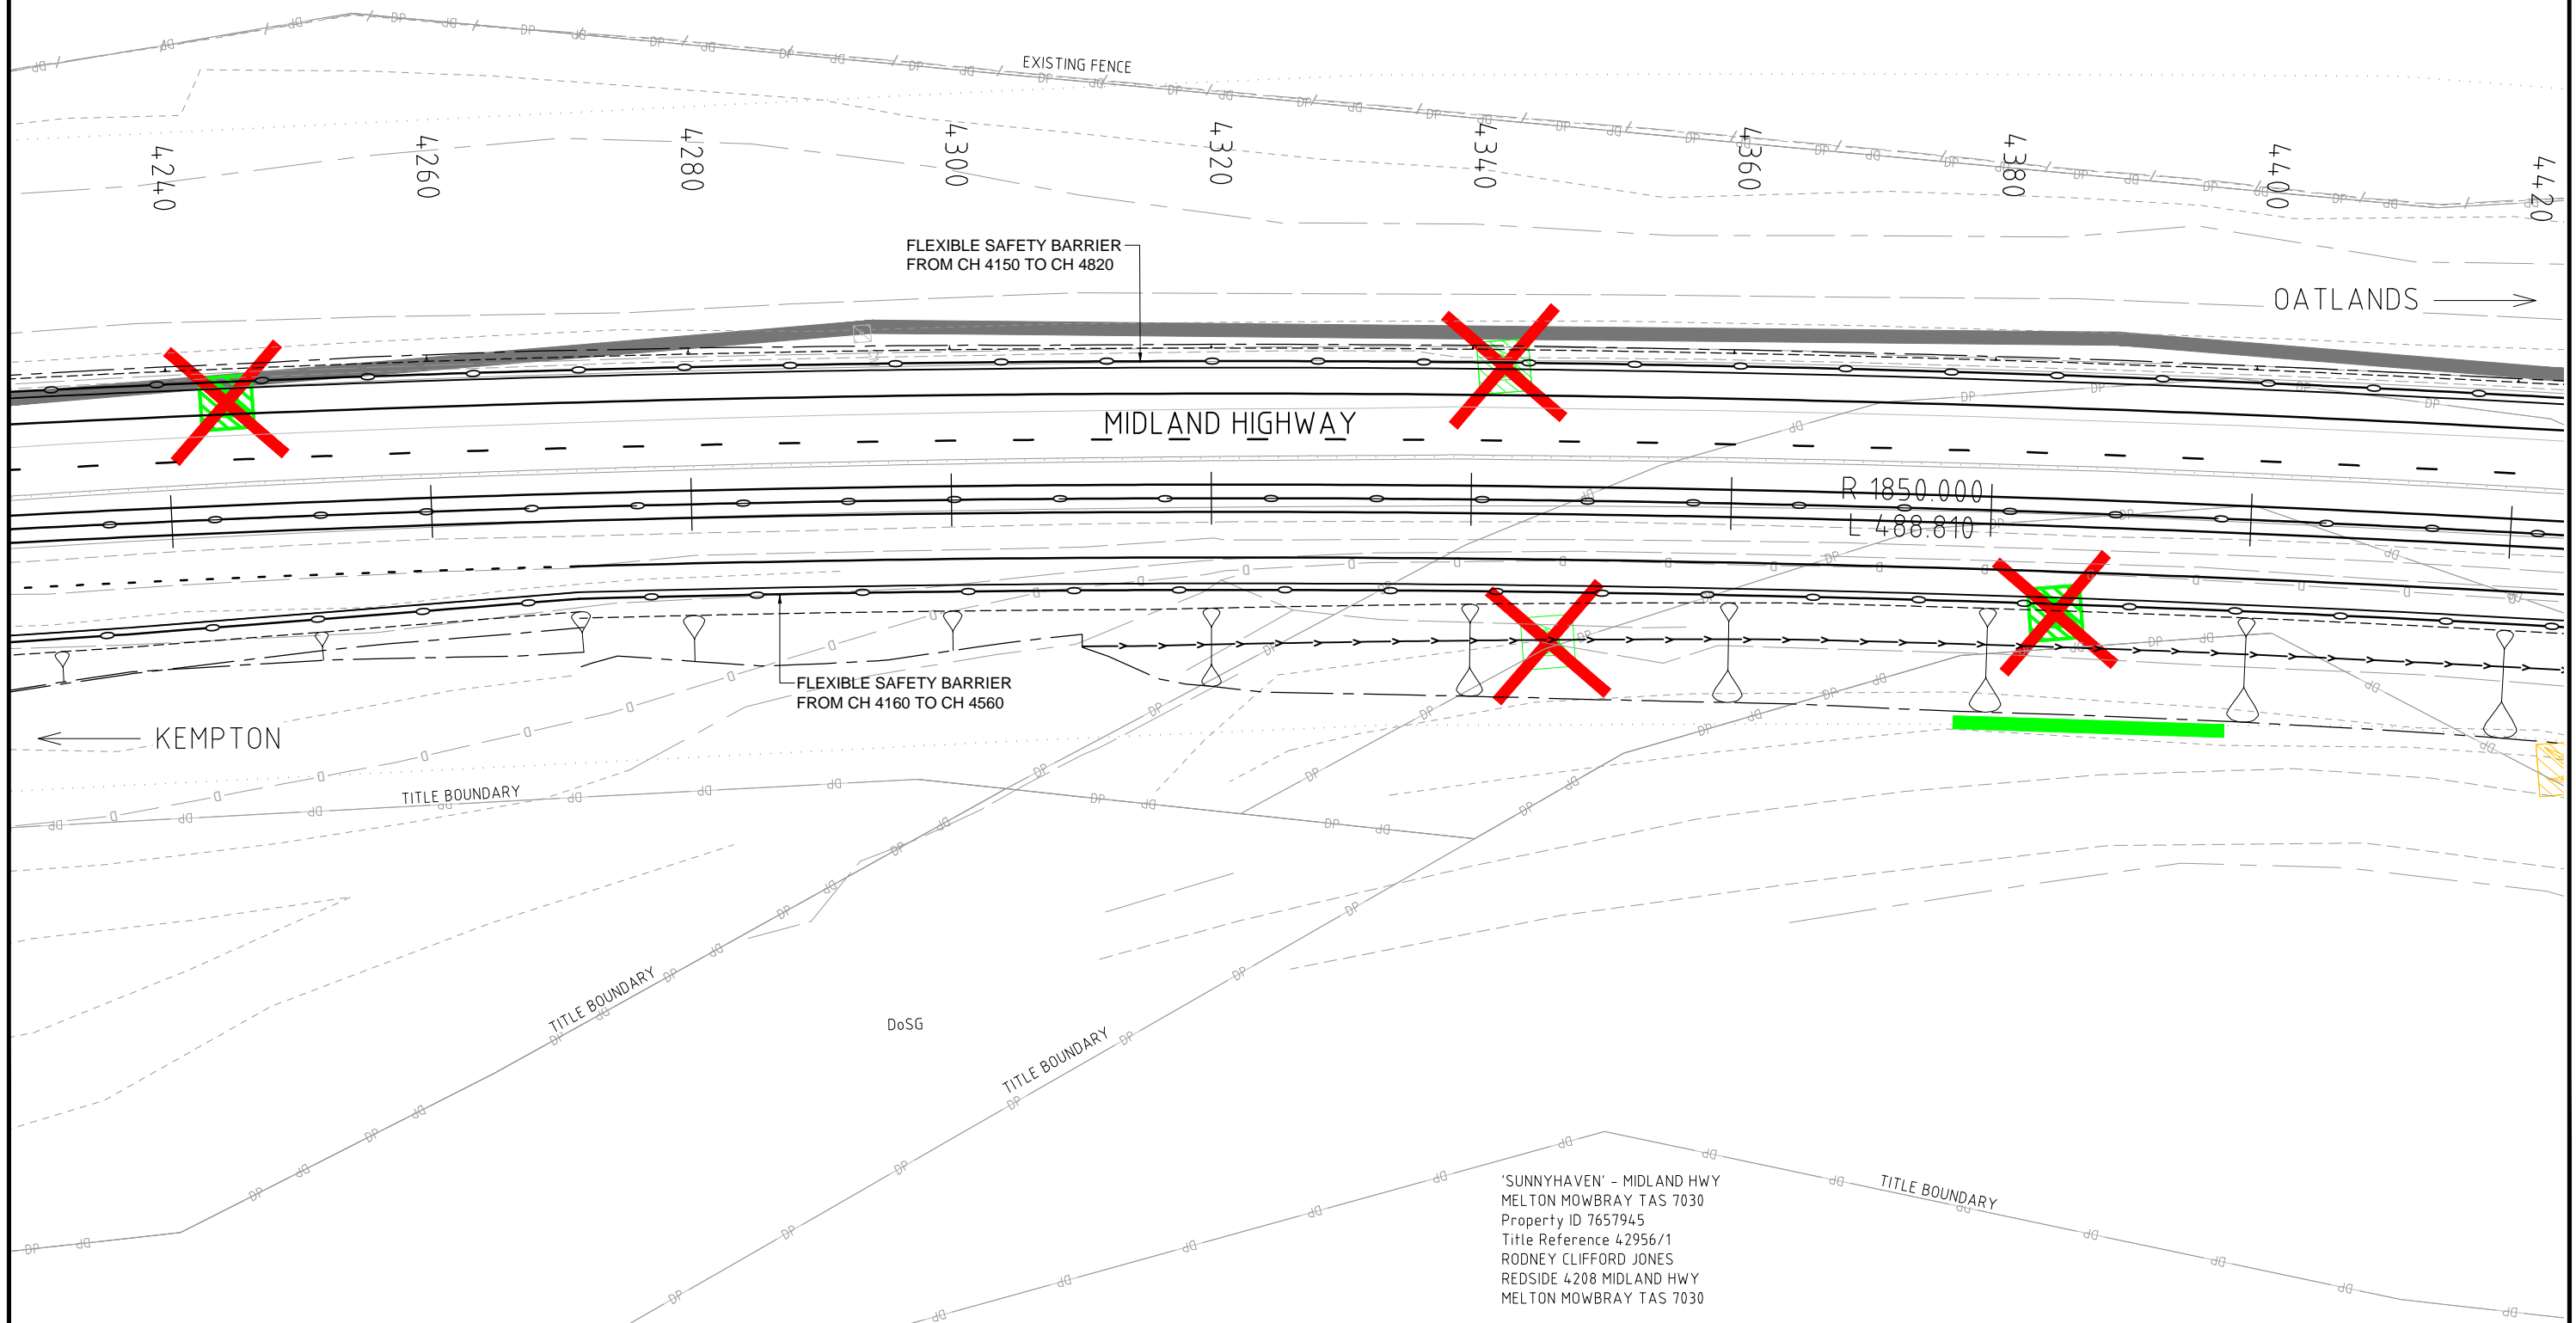 EXISTING FENCE
4240
4260
4280
4300
4320
4340
4360
4380
4400
4420
FLEXIBLE SAFETY BARRIER
FROM CH 4150 TO CH 4820
OATLANDS
MIDLAND HIGHWAY
R 1850.000
L 488.810
FLEXIBLE SAFETY BARRIER
FROM CH 4160 TO CH 4560
KEMPTON
TITLE BOUNDARY
TITLE BOUNDARY
DoSG
TITLE BOUNDARY
'SUNNYHAVEN' - MIDLAND HWY
MELTON MOWBRAY TAS 7030
Property ID 7657945
Title Reference 42956/1
RODNEY CLIFFORD JONES
REDSIDE 4208 MIDLAND HWY
MELTON MOWBRAY TAS 7030
TITLE BOUNDARY